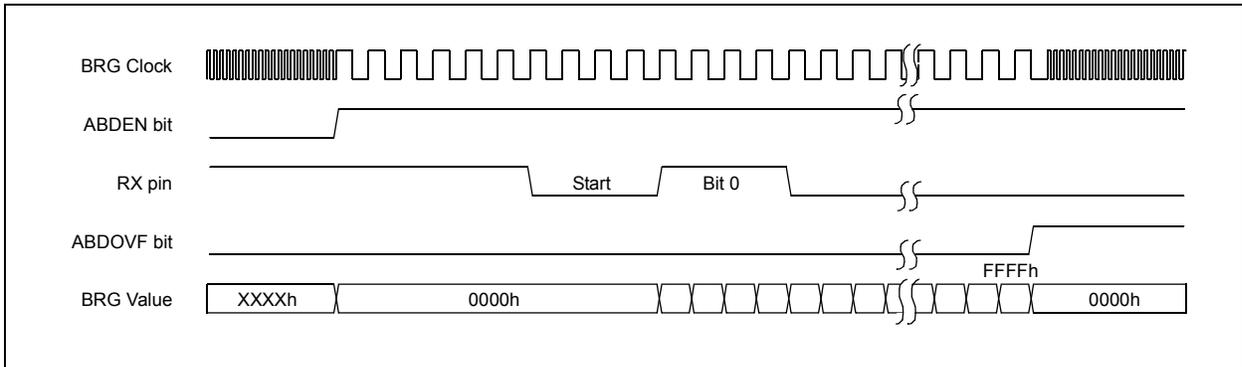 BRG Clock
ABDEN bit
RX pin
Start
Bit 0
ABDOVF bit
FFFFh
BRG Value
XXXXh
0000h
0000h